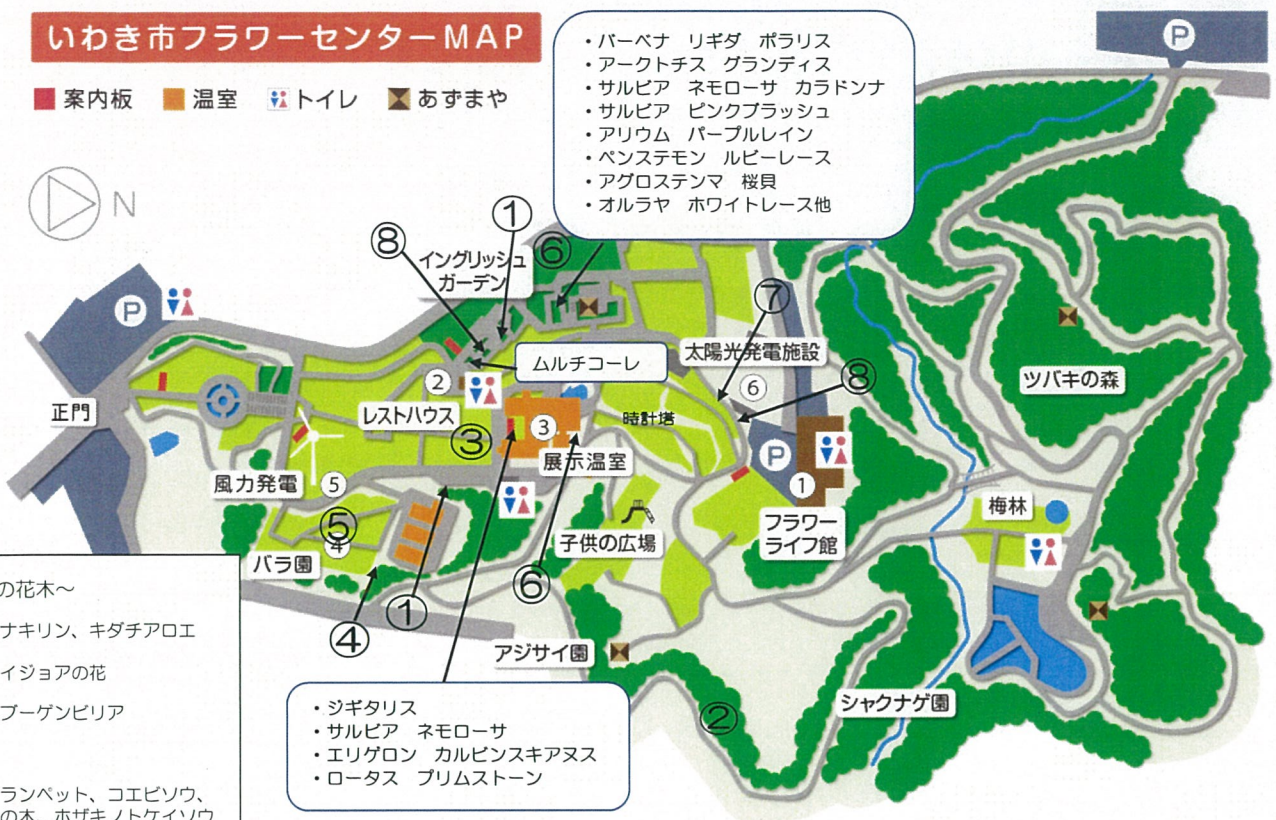 いわき市フラワーセンターMAP
案内板 温室 トイレ あずまや
N
・バーベナ リギダ ポラリス
・アークトチス グランディス
・サルビア ネモローサ カラドンナ
・サルビア ピンクブラッシュ
・アリウム パープルレイン
・ペンステモン ルビーレース
・アグロステンマ 桜貝
・オルラヤ ホワイトレース他
P
⑧
①
⑥
イングリッシュ
ガーデン
P
⑦
ムルチコーレ
太陽光発電施設
⑥
⑧
ツバキの森
正門
②
レストハウス
③
③
展示温室
時計塔
P
①
フラワー
ライフ館
梅林
風力発電
⑤
⑤
④
バラ園
子供の広場
④
①
⑥
アジサイ園
②
シャクナゲ園
・ジギタリス
・サルビア ネモローサ
・エリゲロン カルビンスキアヌス
・ロータス ブリムストーン
の花木～
ナキリン、キダチアロエ
イジョアの花
ブーゲンビリア
ランペット、コエビソウ、
の木、ホザキノトケイソウ